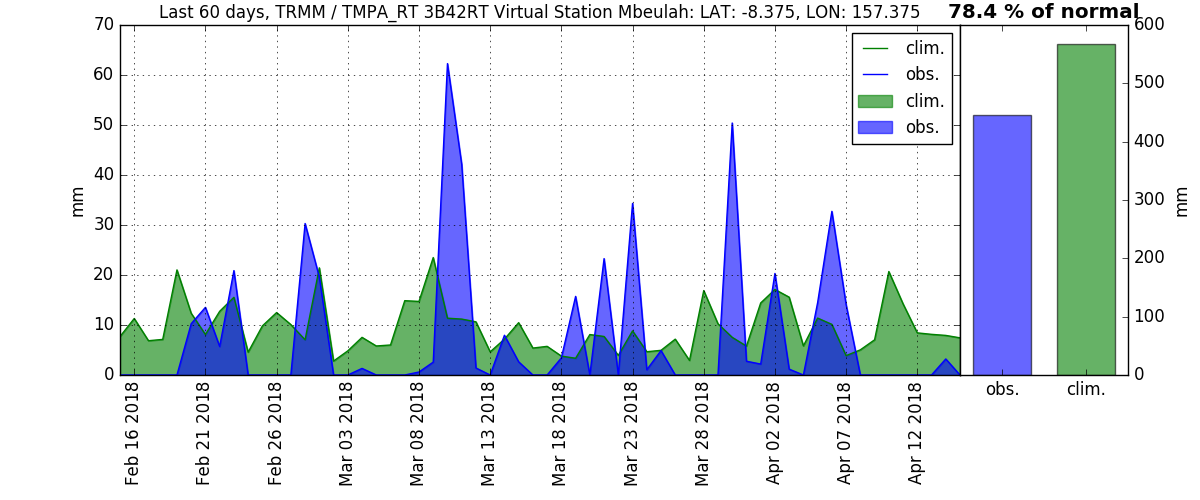 Last 60 days, TRMM / TMPA_RT 3B42RT Virtual Station Mbeulah: LAT: -8.375, LON: 157.375
78.4 % of normal
70
60
50
40
30
20
10
0
mm
clim.
obs.
clim.
obs.
600
500
400
300
200
100
0
mm
Feb 16 2018
Feb 21 2018
Feb 26 2018
Mar 03 2018
Mar 08 2018
Mar 13 2018
Mar 18 2018
Mar 23 2018
Mar 28 2018
Apr 02 2018
Apr 07 2018
Apr 12 2018
obs.
clim.